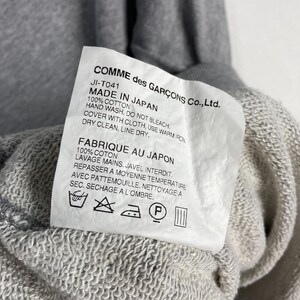 COMME des GARÇONS Co.,Ltd.
JI-T041
MADE IN JAPAN
100% COTTON
HAND WASH. DO NOT BLEACH.
COVER WITH CLOTH, USE WARM IRON
DRY CLEAN, LINE DRY.
FABRIQUE AU JAPON
100% COTON
LAVAGE MAINS. JAVEL INTERDIT.
REPASSER A MOYENNE TEMPERATURE
AVEC PATTEMOUILLE. NETTOYAGE A
SEC. SECHAGE A L'OMBRE.
P